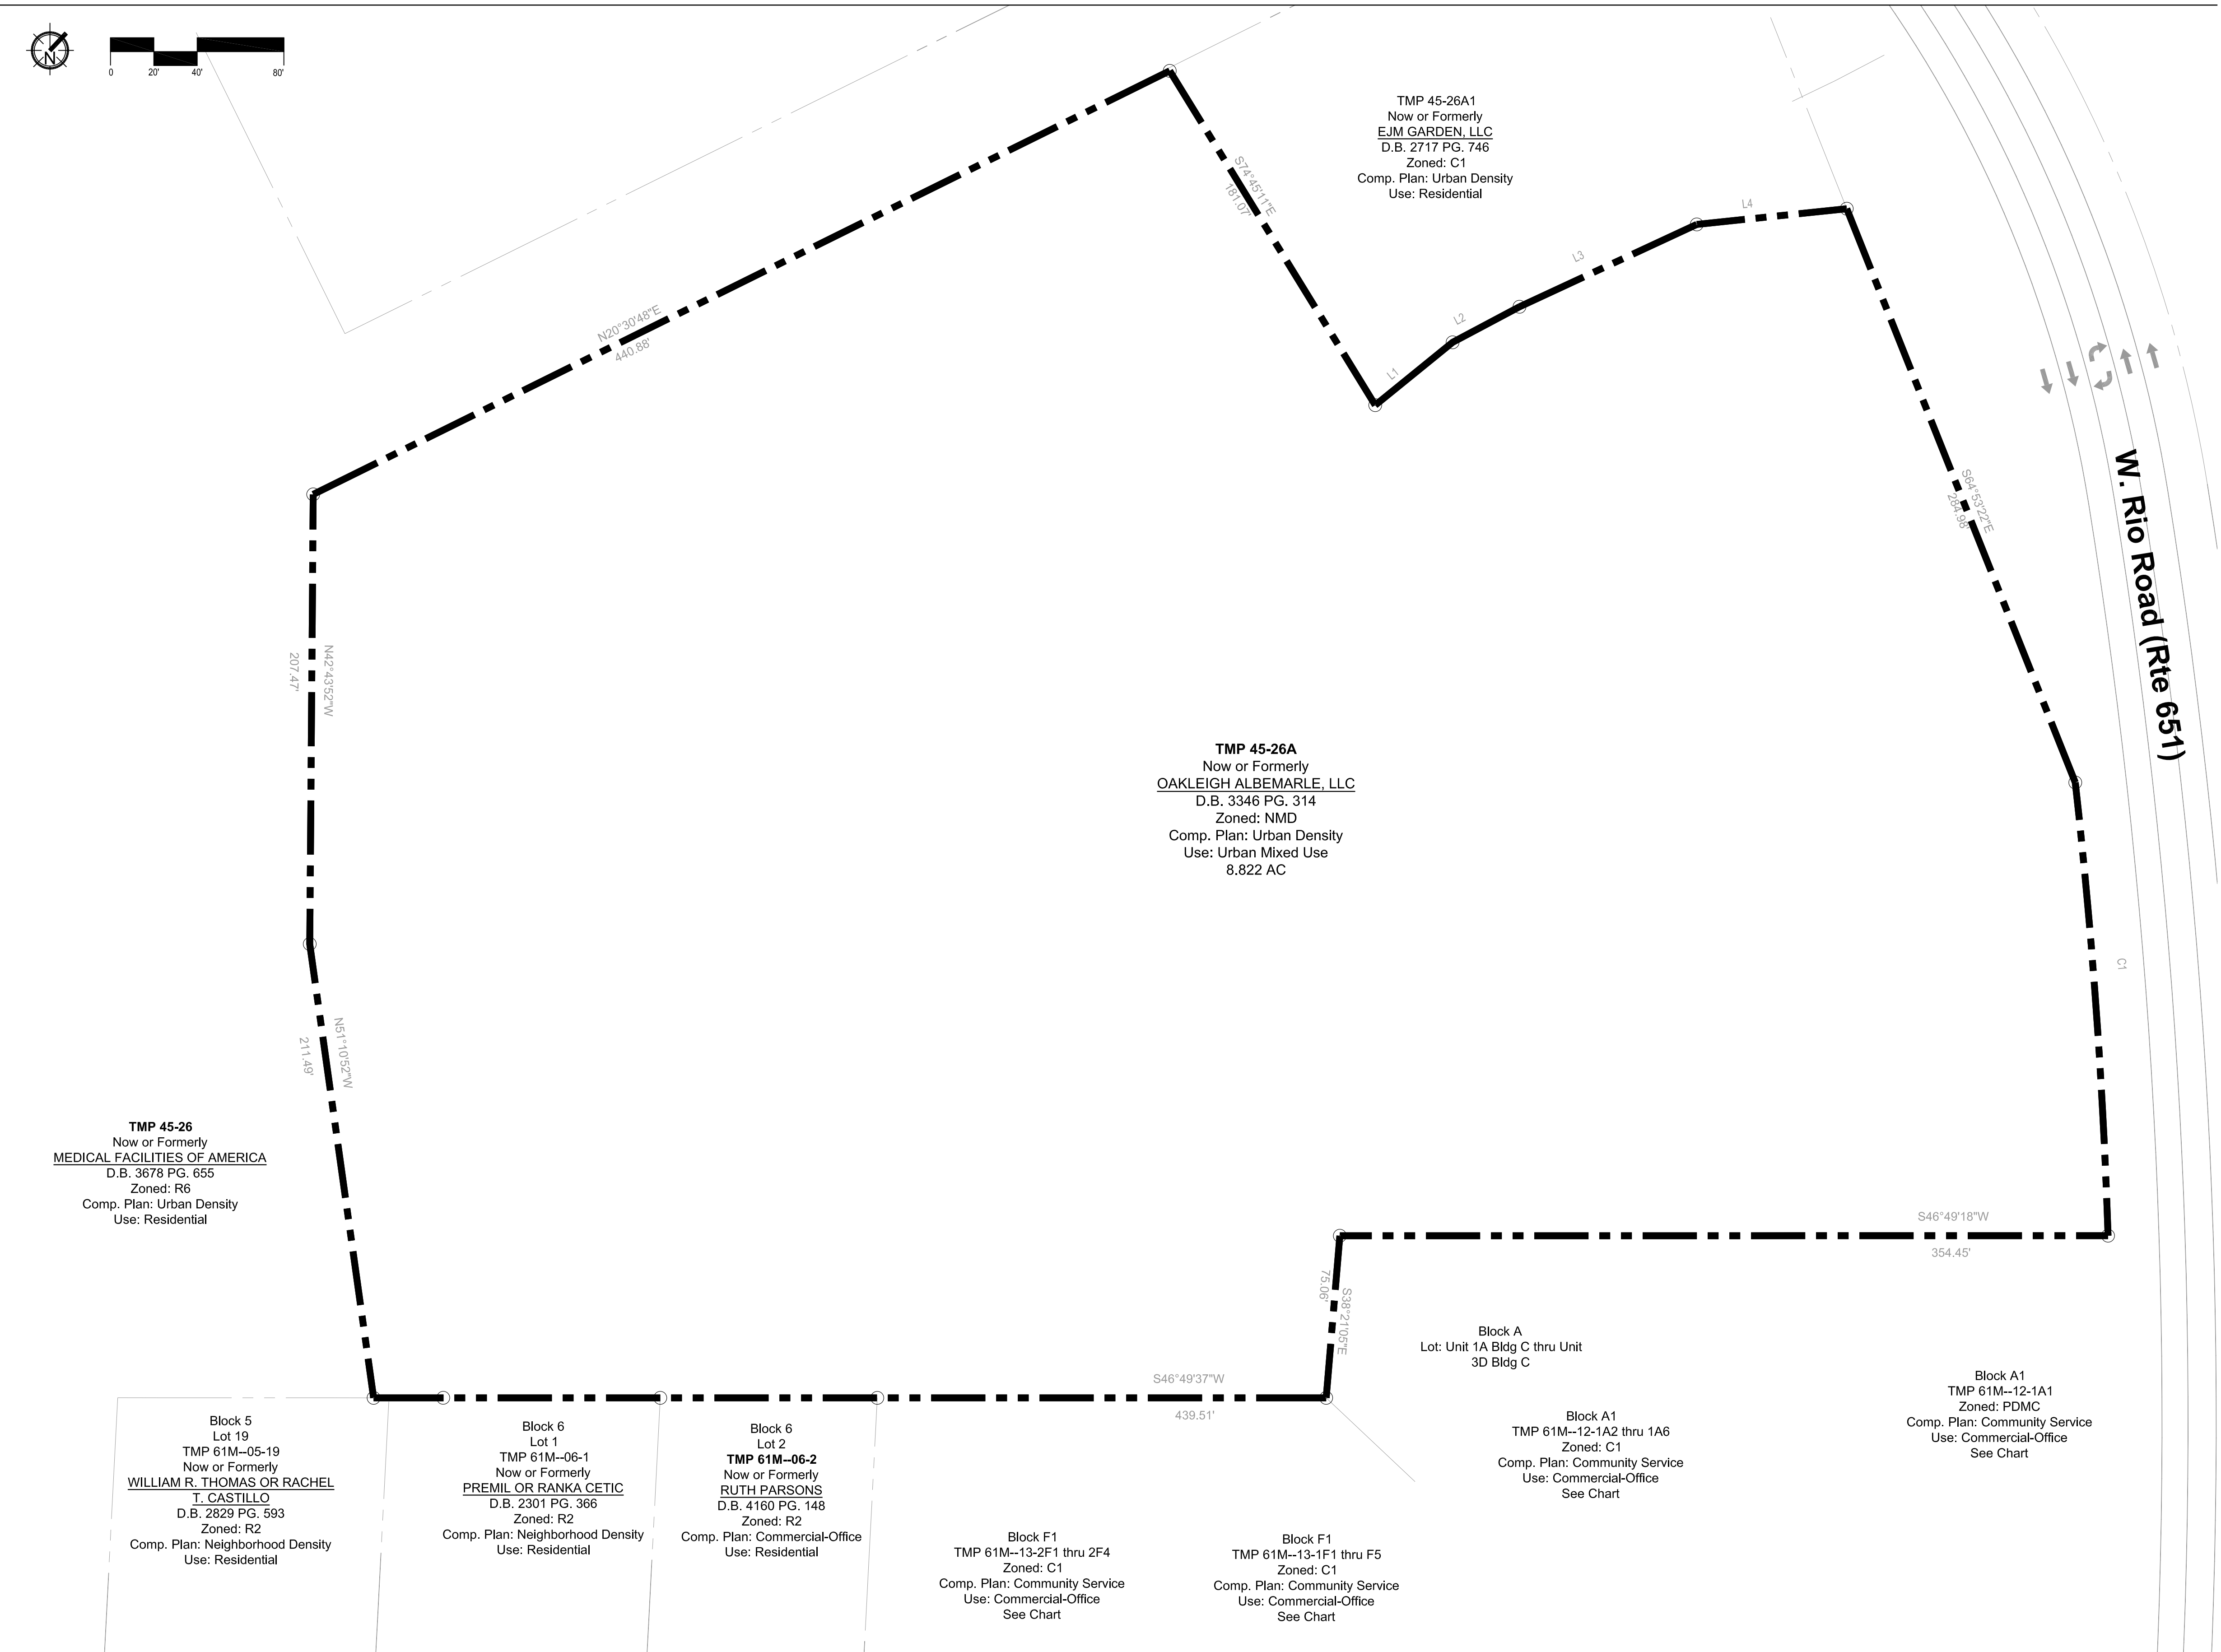 N
0 20' 40' 80'
TMP 45-26A1
Now or Formerly
EJM GARDEN, LLC
D.B. 2717 PG. 746
Zoned: C1
Comp. Plan: Urban Density
Use: Residential
S74°45'11"E
181.07'
L4
L3
L2
L1
N20°30'48"E
440.88'
S64°53'22"E
284.98'
W. Rio Road (Rte 651)
N42°43'52"W
207.47'
TMP 45-26A
Now or Formerly
OAKLEIGH ALBEMARLE, LLC
D.B. 3346 PG. 314
Zoned: NMD
Comp. Plan: Urban Density
Use: Urban Mixed Use
8.822 AC
C1
N51°10'52"W
211.49'
TMP 45-26
Now or Formerly
MEDICAL FACILITIES OF AMERICA
D.B. 3678 PG. 655
Zoned: R6
Comp. Plan: Urban Density
Use: Residential
S46°49'18"W
354.45'
75.06'
S38°21'05"E
S46°49'37"W
439.51'
Block A
Lot: Unit 1A Bldg C thru Unit
3D Bldg C
Block A1
TMP 61M--12-1A1
Zoned: PDMC
Comp. Plan: Community Service
Use: Commercial-Office
See Chart
Block A1
TMP 61M--12-1A2 thru 1A6
Zoned: C1
Comp. Plan: Community Service
Use: Commercial-Office
See Chart
Block 5
Lot 19
TMP 61M--05-19
Now or Formerly
WILLIAM R. THOMAS OR RACHEL
T. CASTILLO
D.B. 2829 PG. 593
Zoned: R2
Comp. Plan: Neighborhood Density
Use: Residential
Block 6
Lot 1
TMP 61M--06-1
Now or Formerly
PREMIL OR RANKA CETIC
D.B. 2301 PG. 366
Zoned: R2
Comp. Plan: Neighborhood Density
Use: Residential
Block 6
Lot 2
TMP 61M--06-2
Now or Formerly
RUTH PARSONS
D.B. 4160 PG. 148
Zoned: R2
Comp. Plan: Commercial-Office
Use: Residential
Block F1
TMP 61M--13-2F1 thru 2F4
Zoned: C1
Comp. Plan: Community Service
Use: Commercial-Office
See Chart
Block F1
TMP 61M--13-1F1 thru F5
Zoned: C1
Comp. Plan: Community Service
Use: Commercial-Office
See Chart